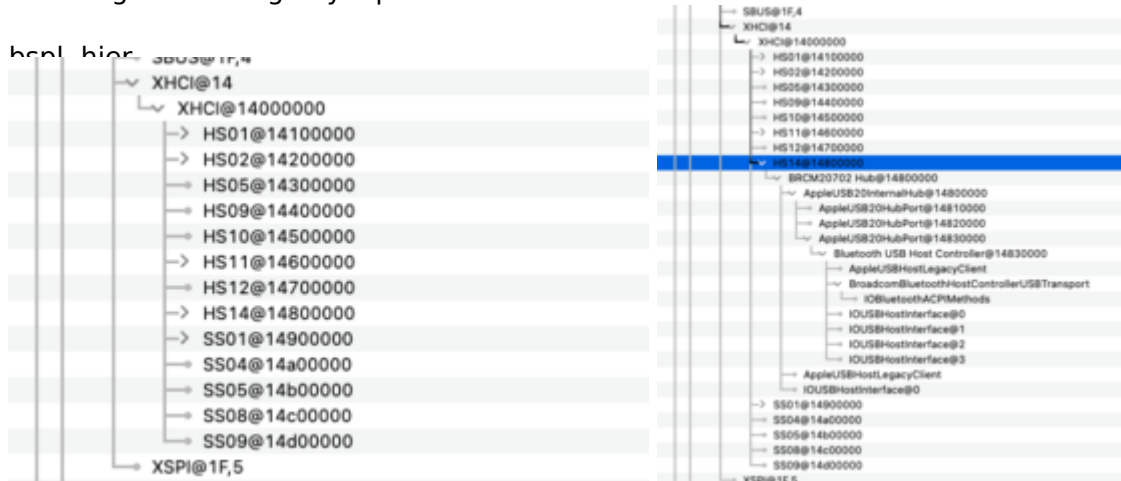 SBUS@1F,4
XHCI@14
XHCI@14000000
HS01@14100000
HS02@14200000
HS05@14300000
HS09@14400000
HS10@14500000
HS11@14600000
HS12@14700000
HS14@14800000
SS01@14900000
SS04@14a00000
SS05@14b00000
SS08@14c00000
SS09@14d00000
XSPI@1F,5
SBUS@1F,4
XHCI@14
XHCI@14000000
HS01@14100000
HS02@14200000
HS05@14300000
HS09@14400000
HS10@14500000
HS11@14600000
HS12@14700000
HS14@14800000
BRCM20702 Hub@14800000
AppleUSB20InternalHub@14800000
AppleUSB20HubPort@14810000
AppleUSB20HubPort@14820000
AppleUSB20HubPort@14830000
Bluetooth USB Host Controller@14830000
AppleUSBHostLegacyClient
BroadcomBluetoothHostControllerUSBTransport
IOBluetoothACPIMethods
IOUSBHostInterface@0
IOUSBHostInterface@1
IOUSBHostInterface@2
IOUSBHostInterface@3
AppleUSBHostLegacyClient
IOUSBHostInterface@0
SS01@14900000
SS04@14a00000
SS05@14b00000
SS08@14c00000
SS09@14d00000
XSPI@1F,5